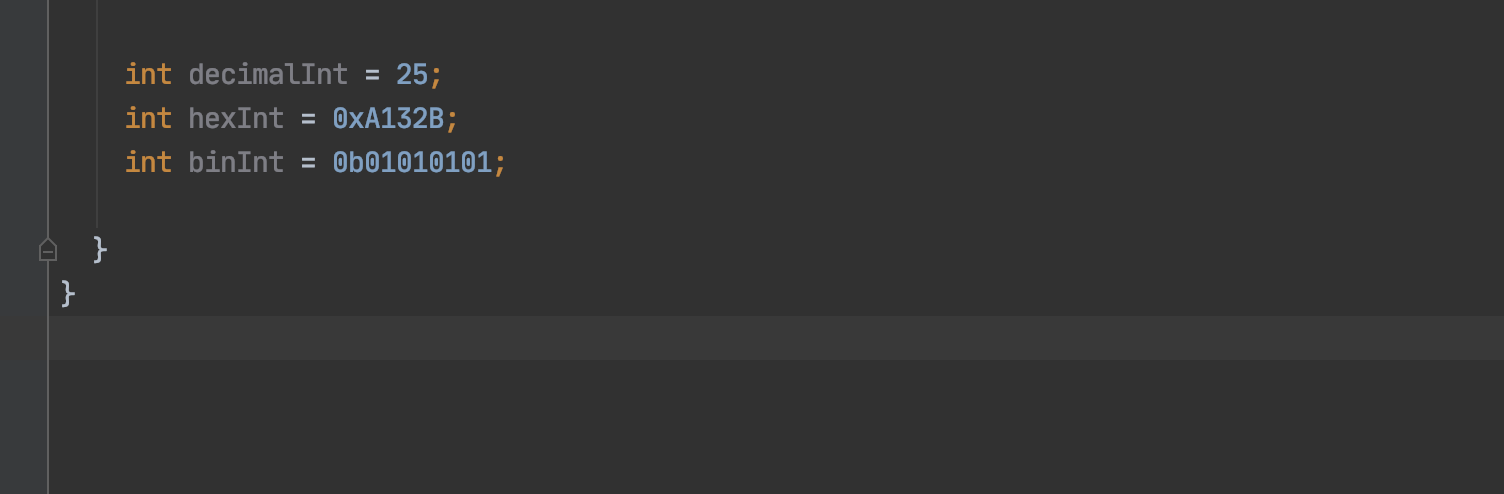 int decimalInt = 25;
int hexInt = 0xA132B;
int binInt = 0b01010101;
}
}